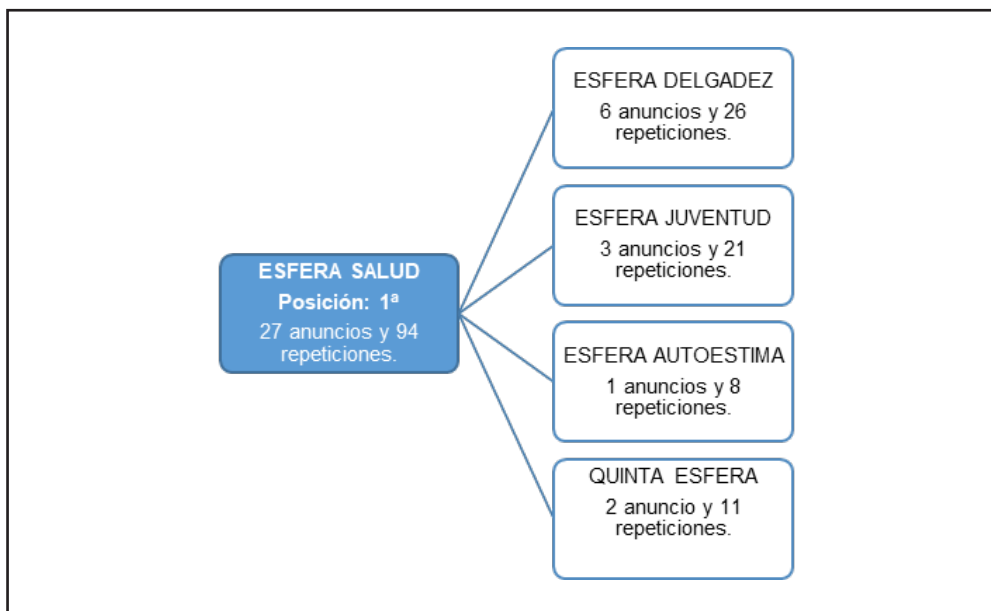 ESFERA SALUD
Posición: 1ª
27 anuncios y 94
repeticiones.
ESFERA DELGADEZ
6 anuncios y 26
repeticiones.
ESFERA JUVENTUD
3 anuncios y 21
repeticiones.
ESFERA AUTOESTIMA
1 anuncios y 8
repeticiones.
QUINTA ESFERA
2 anuncio y 11
repeticiones.